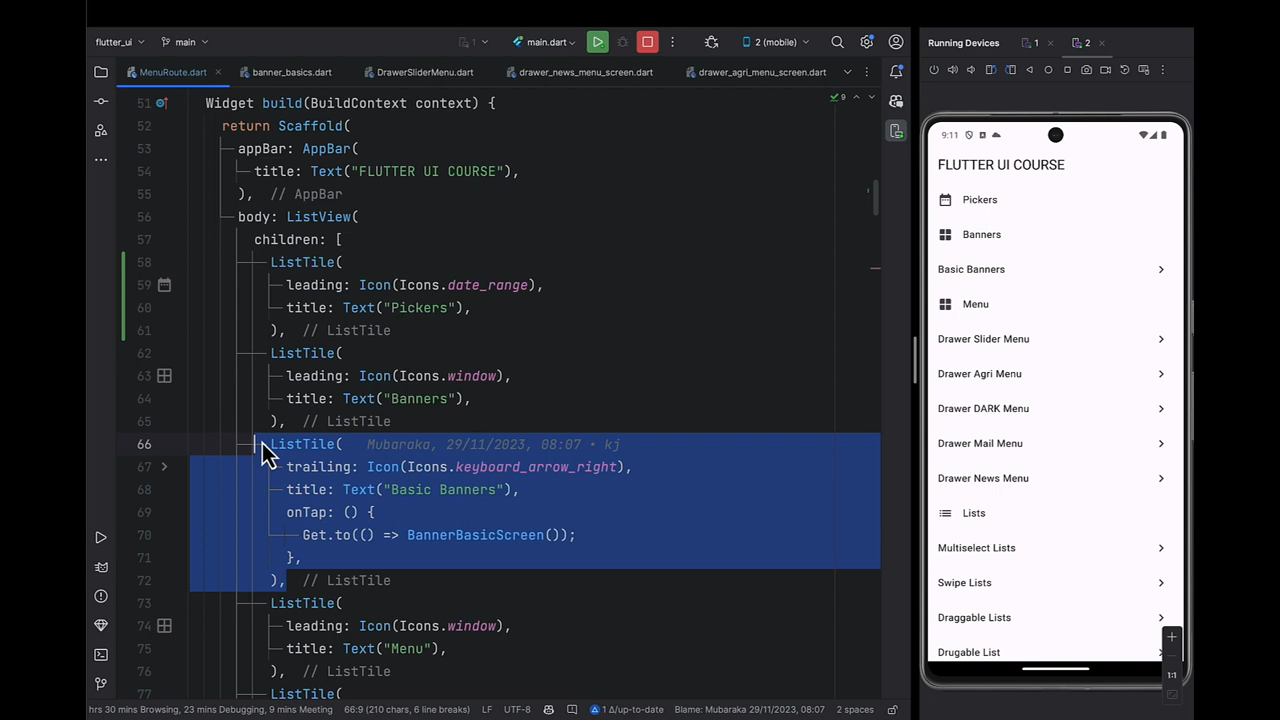 flutter_ui main 1 main.dart 2 (mobile) Running Devices 1 2
MenuRoute.dart banner_basics.dart DrawerSliderMenu.dart drawer_news_menu_screen.dart drawer_agri_menu_screen.dart
51 Widget build(BuildContext context) { 9
52 return Scaffold(
53 appBar: AppBar(
54 title: Text("FLUTTER UI COURSE"),
55 ), // AppBar
56 body: ListView(
57 children: [
58 ListTile(
59 leading: Icon(Icons.date_range),
60 title: Text("Pickers"),
61 ), // ListTile
62 ListTile(
63 leading: Icon(Icons.window),
64 title: Text("Banners"),
65 ), // ListTile
66 ListTile( Mubaraka, 29/11/2023, 08:07 • kj
67 trailing: Icon(Icons.keyboard_arrow_right),
68 title: Text("Basic Banners"),
69 onTap: () {
70 Get.to(() => BannerBasicScreen());
71 },
72 ), // ListTile
73 ListTile(
74 leading: Icon(Icons.window),
75 title: Text("Menu"),
76 ), // ListTile
77 ListTile(
9:11
FLUTTER UI COURSE
Pickers
Banners
Basic Banners
Menu
Drawer Slider Menu
Drawer Agri Menu
Drawer DARK Menu
Drawer Mail Menu
Drawer News Menu
Lists
Multiselect Lists
Swipe Lists
Draggable Lists
Drugable List
1:1
hrs 30 mins Browsing, 23 mins Debugging, 9 mins Meeting 66:9 (210 chars, 6 line breaks) LF UTF-8 1 Δ/up-to-date Blame: Mubaraka 29/11/2023, 08:07 2 spaces